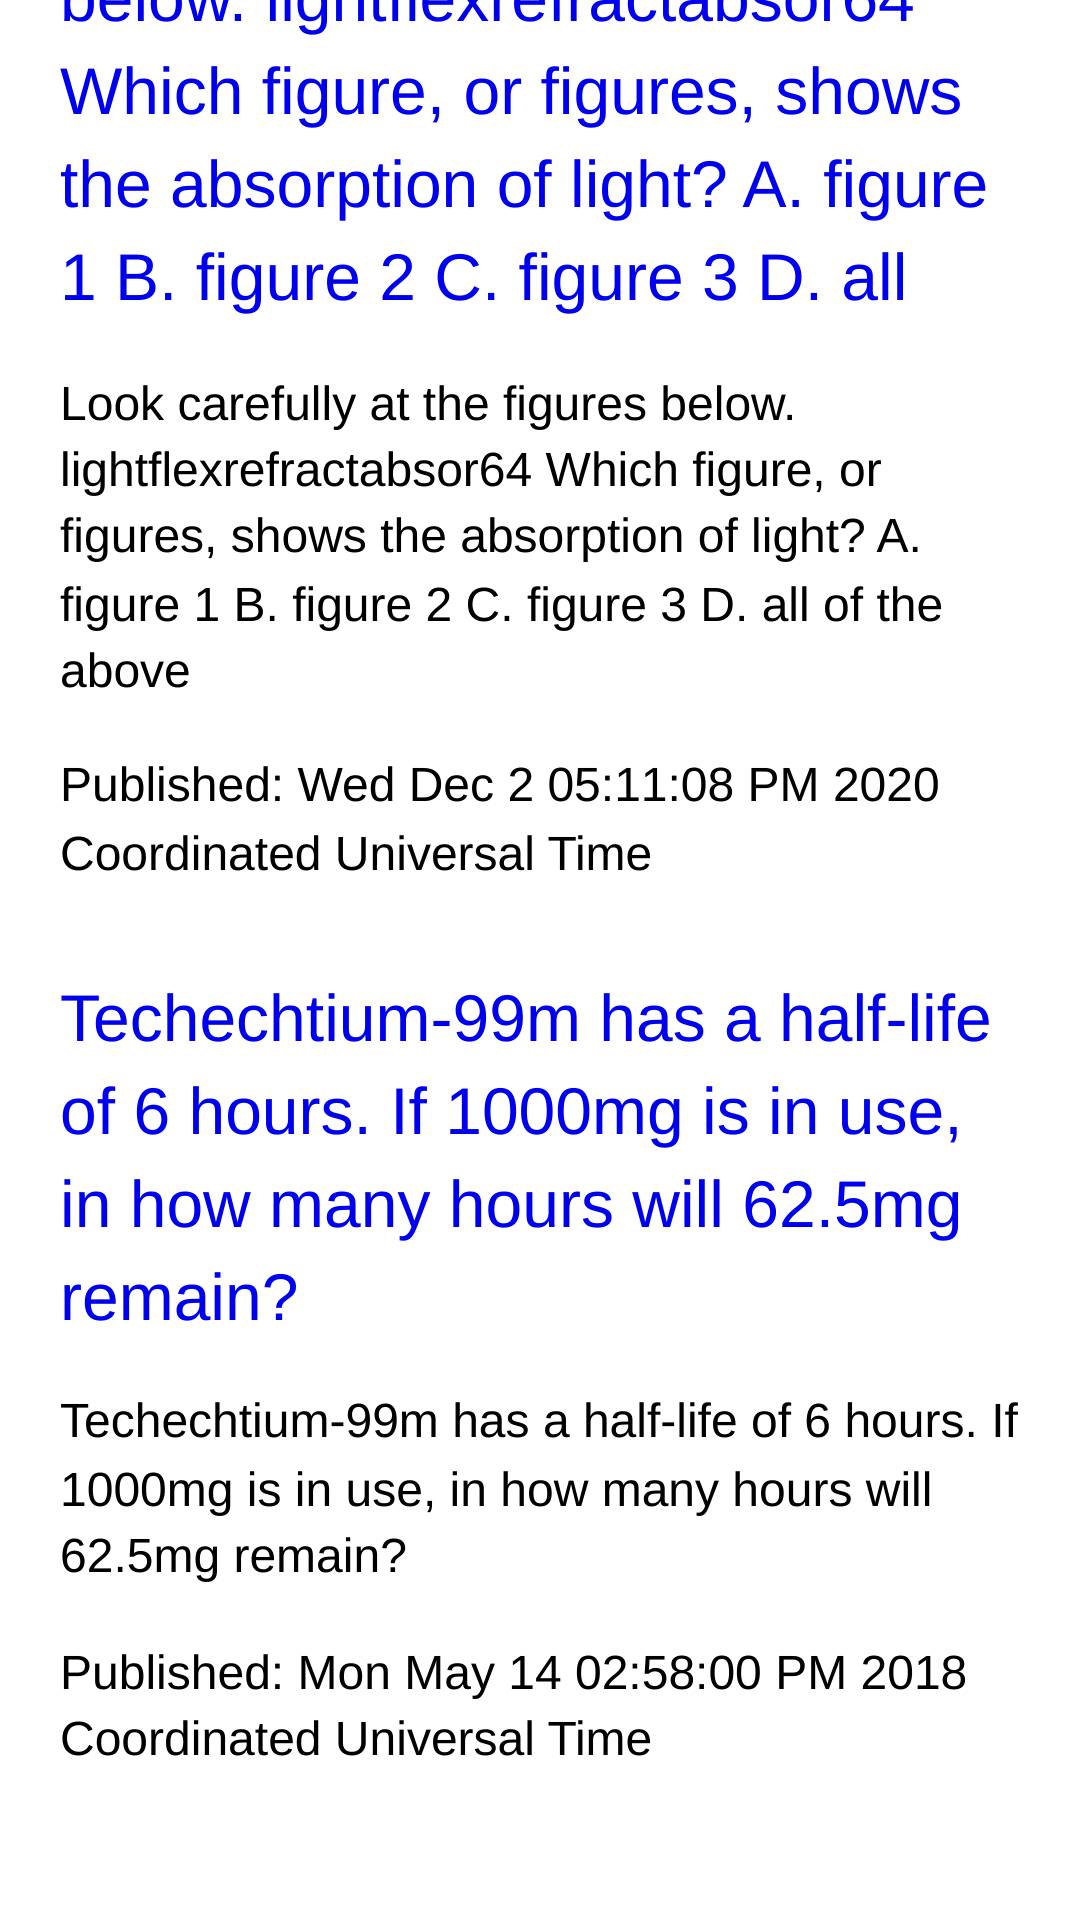 below. lightflexrefractabsor64
Which figure, or figures, shows
the absorption of light? A. figure
1 B. figure 2 C. figure 3 D. all
Look carefully at the figures below.
lightflexrefractabsor64 Which figure, or
figures, shows the absorption of light? A.
figure 1 B. figure 2 C. figure 3 D. all of the
above
Published: Wed Dec 2 05:11:08 PM 2020
Coordinated Universal Time
Techechtium-99m has a half-life
of 6 hours. If 1000mg is in use,
in how many hours will 62.5mg
remain?
Techechtium-99m has a half-life of 6 hours. If
1000mg is in use, in how many hours will
62.5mg remain?
Published: Mon May 14 02:58:00 PM 2018
Coordinated Universal Time